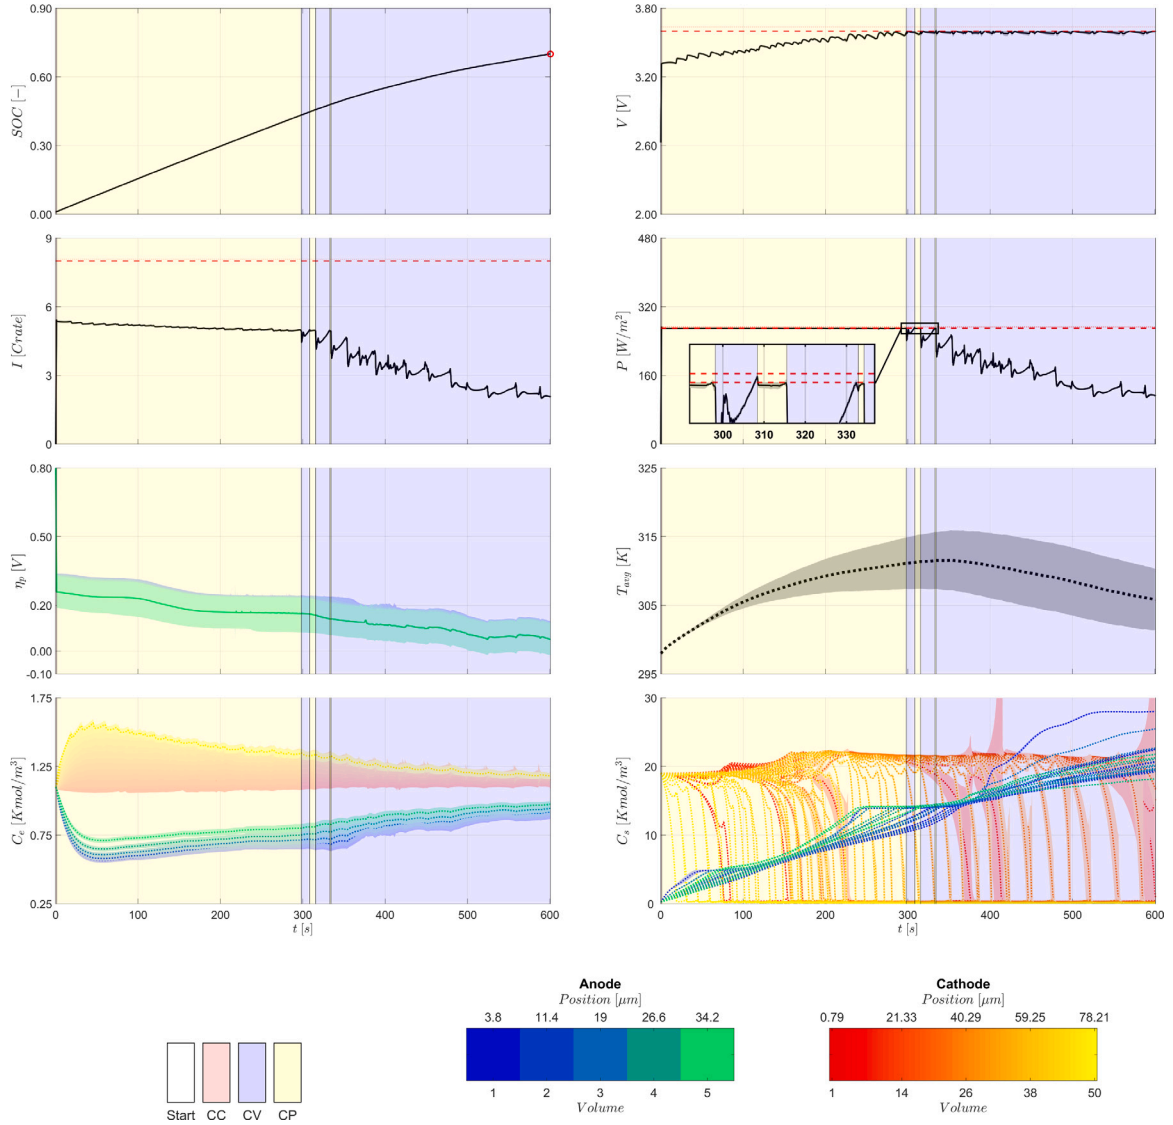 0.90
0.60
0.30
0.00
SOC [−]
3.80
3.20
2.60
2.00
V [V]
9
6
3
0
I [Crate]
480
320
160
0
P [W/m²]
300 310 320 330
0.80
0.50
0.20
0.00
-0.10
ηp [V]
325
315
305
295
Tavg [K]
1.75
1.25
0.75
0.25
Ce [Kmol/m³]
0 100 200 300 400 500 600
t [s]
30
20
10
0
Cs [Kmol/m³]
0 100 200 300 400 500 600
t [s]
Start CC CV CP
Anode
Position [μm]
3.8 11.4 19 26.6 34.2
1 2 3 4 5
Volume
Cathode
Position [μm]
0.79 21.33 40.29 59.25 78.21
1 14 26 38 50
Volume